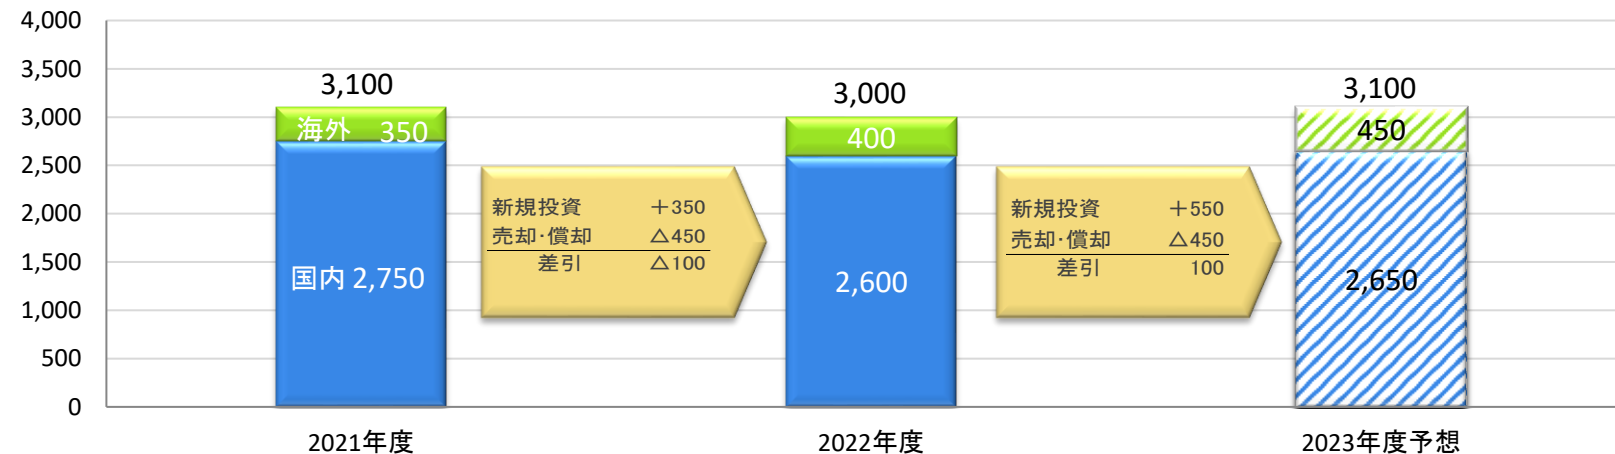 4,000
3,500
3,000
2,500
2,000
1,500
1,000
500
0
3,100
海外 350
国内 2,750
新規投資 +350
売却・償却 △450
差引 △100
3,000
400
2,600
新規投資 +550
売却・償却 △450
差引 100
3,100
450
2,650
2021年度
2022年度
2023年度予想